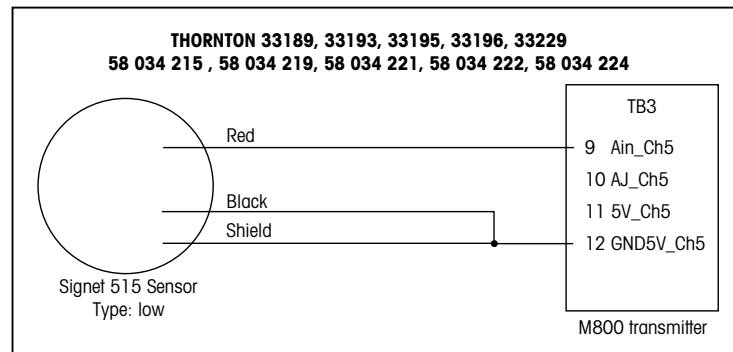 THORNTON 33189, 33193, 33195, 33196, 33229
58 034 215 , 58 034 219, 58 034 221, 58 034 222, 58 034 224
TB3
Red
9 Ain_Ch5
10 AJ_Ch5
Black
11 5V_Ch5
Shield
12 GND5V_Ch5
Signet 515 Sensor
Type: low
M800 transmitter